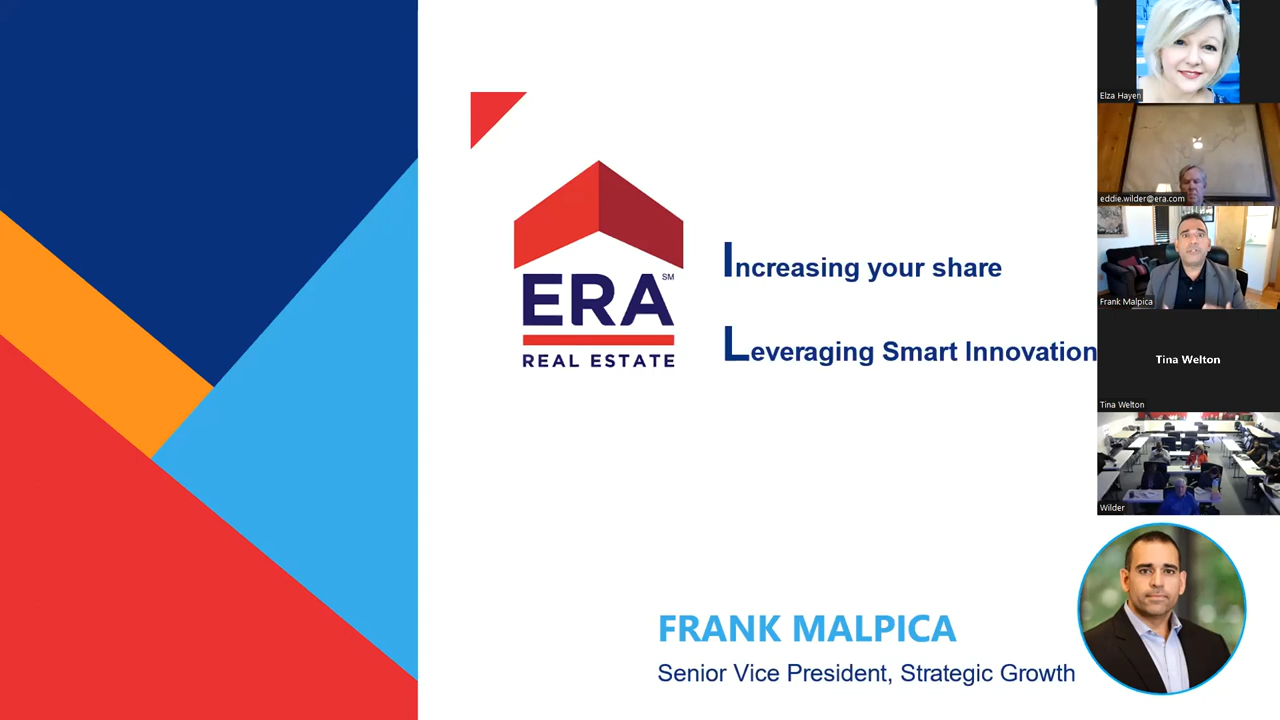 ERA
SM
REAL ESTATE
Increasing your share
Leveraging Smart Innovation
FRANK MALPICA
Senior Vice President, Strategic Growth
Elza Hayen
eddie.wilder@era.com
Frank Malpica
Tina Welton
Tina Welton
Wilder